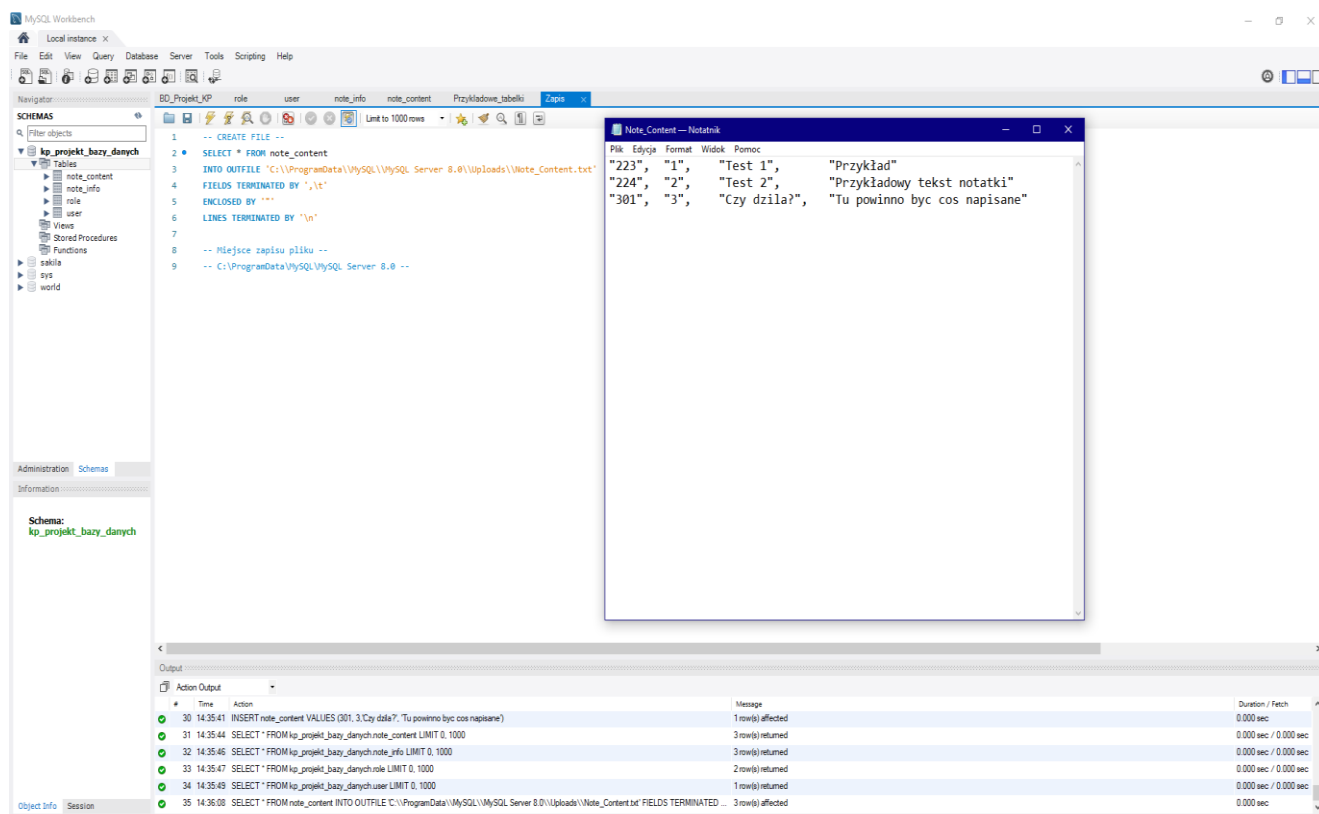 MySQL Workbench
Local instance
File Edit View Query Database Server Tools Scripting Help
Navigator
SCHEMAS
Filter objects
kp_projekt_bazy_danych
Tables
note_content
note_info
role
user
Views
Stored Procedures
Functions
sakila
sys
world
Administration Schemas
Information
Schema:
kp_projekt_bazy_danych
Object Info Session
BD_Projekt_KP role user note_info note_content Przykladowe_tabelki Zapis
Limit to 1000 rows
1 -- CREATE FILE --
2 SELECT * FROM note_content
3 INTO OUTFILE 'C:\\ProgramData\\MySQL\\MySQL Server 8.0\\Uploads\\Note_Content.txt'
4 FIELDS TERMINATED BY ',\t'
5 ENCLOSED BY '"'
6 LINES TERMINATED BY '\n'
7
8 -- Miejsce zapisu pliku --
9 -- C:\ProgramData\MySQL\MySQL Server 8.0 --
Note_Content — Notatnik
Plik Edycja Format Widok Pomoc
"223", "1", "Test 1", "Przykład"
"224", "2", "Test 2", "Przykładowy tekst notatki"
"301", "3", "Czy dzila?", "Tu powinno byc cos napisane"
Output
Action Output
# Time Action Message Duration / Fetch
30 14:35:41 INSERT note_content VALUES (301, 3,'Czy dzila?', 'Tu powinno byc cos napisane') 1 row(s) affected 0.000 sec
31 14:35:44 SELECT * FROM kp_projekt_bazy_danych.note_content LIMIT 0, 1000 3 row(s) returned 0.000 sec / 0.000 sec
32 14:35:46 SELECT * FROM kp_projekt_bazy_danych.note_info LIMIT 0, 1000 3 row(s) returned 0.000 sec / 0.000 sec
33 14:35:47 SELECT * FROM kp_projekt_bazy_danych.role LIMIT 0, 1000 2 row(s) returned 0.000 sec / 0.000 sec
34 14:35:49 SELECT * FROM kp_projekt_bazy_danych.user LIMIT 0, 1000 1 row(s) returned 0.000 sec / 0.000 sec
35 14:36:08 SELECT * FROM note_content INTO OUTFILE 'C:\\ProgramData\\MySQL\\MySQL Server 8.0\\Uploads\\Note_Content.txt' FIELDS TERMINATED ... 3 row(s) affected 0.000 sec